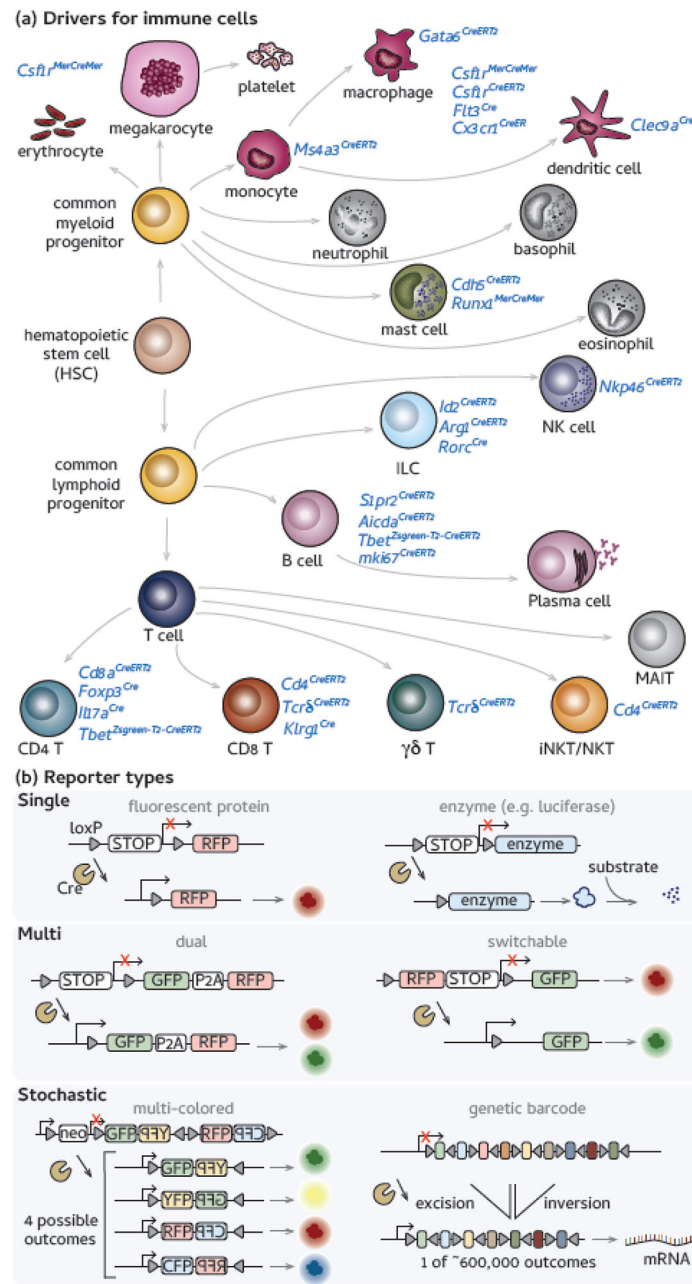 (a) Drivers for immune cells
Csf1r^MerCreMer
megakarocyte
platelet
erythrocyte
macrophage
Gata6^CreERT2
Csf1r^MerCreMer
Csf1r^CreERT2
Flt3^Cre
Cx3cr1^CreER
Clec9a^Cre
dendritic cell
Ms4a3^CreERT2
monocyte
common
myeloid
progenitor
neutrophil
basophil
Cdh5^CreERT2
Runx1^MerCreMer
mast cell
eosinophil
hematopoietic
stem cell
(HSC)
Nkp46^CreERT2
NK cell
Id2^CreERT2
Arg1^CreERT2
Rorc^Cre
ILC
common
lymphoid
progenitor
S1pr2^CreERT2
Aicda^CreERT2
Tbet^Zsgreen-T2-CreERT2
mki67^CreERT2
B cell
Plasma cell
T cell
MAIT
Cd8a^CreERT2
Foxp3^Cre
Il17a^Cre
Tbet^Zsgreen-T2-CreERT2
CD4 T
Cd4^CreERT2
Tcrδ^CreERT2
Klrg1^Cre
CD8 T
Tcrδ^CreERT2
γδ T
Cd4^CreERT2
iNKT/NKT
(b) Reporter types
Single
fluorescent protein
loxP
STOP
RFP
Cre
RFP
enzyme (e.g. luciferase)
STOP
enzyme
substrate
enzyme
Multi
dual
STOP
GFP
P2A
RFP
GFP
P2A
RFP
switchable
RFP
STOP
GFP
GFP
Stochastic
multi-colored
neo
GFP
YFP
RFP
CFP
4 possible
outcomes
GFP
YFP
YFP
GFP
RFP
CFP
CFP
RFP
genetic barcode
excision
inversion
1 of ~600,000 outcomes
mRNA